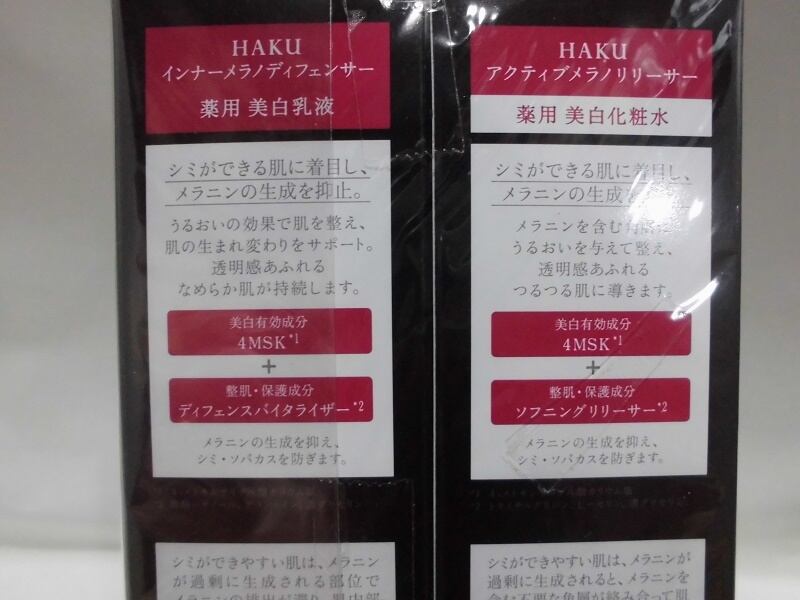 HAKU
インナーメラノディフェンサー
薬用 美白乳液
シミができる肌に着目し、
メラニンの生成を抑止。
うるおいの効果で肌を整え、
肌の生まれ変わりをサポート。
透明感あふれる
なめらか肌が持続します。
美白有効成分
4MSK*1
+
整肌・保護成分
ディフェンスバイタライザー*2
メラニンの生成を抑え、
シミ・ソバカスを防ぎます。
シミができやすい肌は、メラニン
が過剰に生成される部位で
HAKU
アクティブメラノリリーサー
薬用 美白化粧水
シミができる肌に着目し、
メラニンの生成を
メラニンを含む
うるおいを与えて整え、
透明感あふれる
つるつる肌に導きます。
美白有効成分
4MSK*1
+
整肌・保護成分
ソフニングリリーサー*2
メラニンの生成を抑え、
シミ・ソバカスを防ぎます。
シミができやすい肌は、メラニンが
過剰に生成されると、メラニンを
含む不要な角層が絡み合って肌